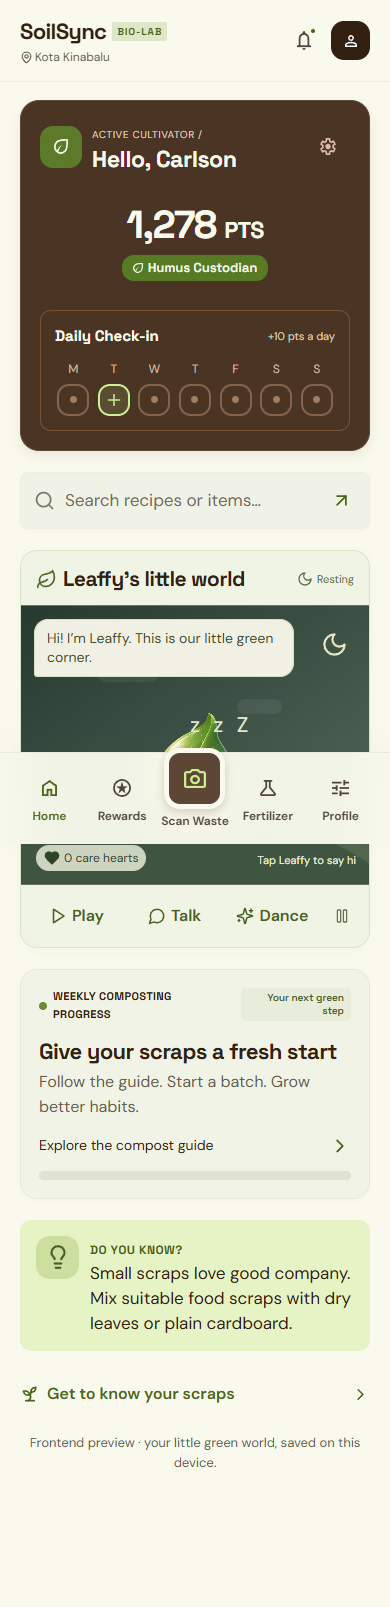 SoilSync BIO-LAB
Kota Kinabalu
ACTIVE CULTIVATOR /
Hello, Carlson
1,278 PTS
Humus Custodian
Daily Check-in +10 pts a day
M T W T F S S
Search recipes or items...
Leaffy's little world Resting
Hi! I'm Leaffy. This is our little green
corner.
z z Z
Home Rewards Scan Waste Fertilizer Profile
0 care hearts Tap Leaffy to say hi
Play Talk Dance
WEEKLY COMPOSTING
PROGRESS
Your next green
step
Give your scraps a fresh start
Follow the guide. Start a batch. Grow
better habits.
Explore the compost guide
DO YOU KNOW?
Small scraps love good company.
Mix suitable food scraps with dry
leaves or plain cardboard.
Get to know your scraps
Frontend preview · your little green world, saved on this
device.